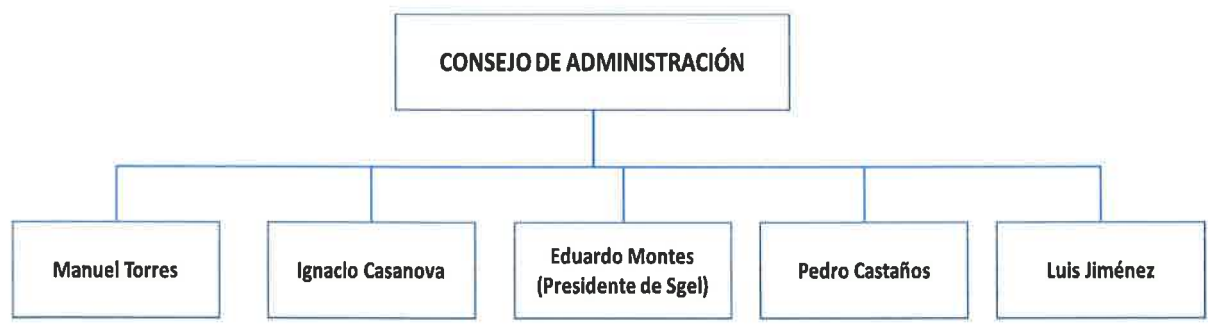 CONSEJO DE ADMINISTRACIÓN
Manuel Torres
Ignacio Casanova
Eduardo Montes
(Presidente de Sgel)
Pedro Castaños
Luis Jiménez